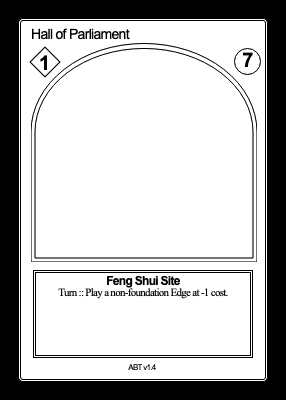 Hall of Parliament
1
7
Feng Shui Site
Turn :: Play a non-foundation Edge at -1 cost.
ABT v1.4